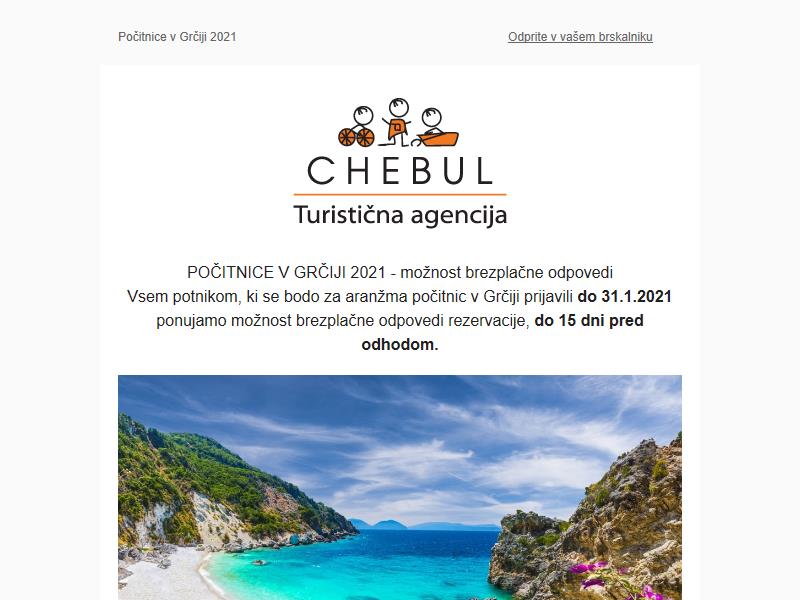 Počitnice v Grčiji 2021
Odprite v vašem brskalniku
CHEBUL
Turistična agencija
POČITNICE V GRČIJI 2021 - možnost brezplačne odpovedi
Vsem potnikom, ki se bodo za aranžma počitnic v Grčiji prijavili do 31.1.2021
ponujamo možnost brezplačne odpovedi rezervacije, do 15 dni pred
odhodom.